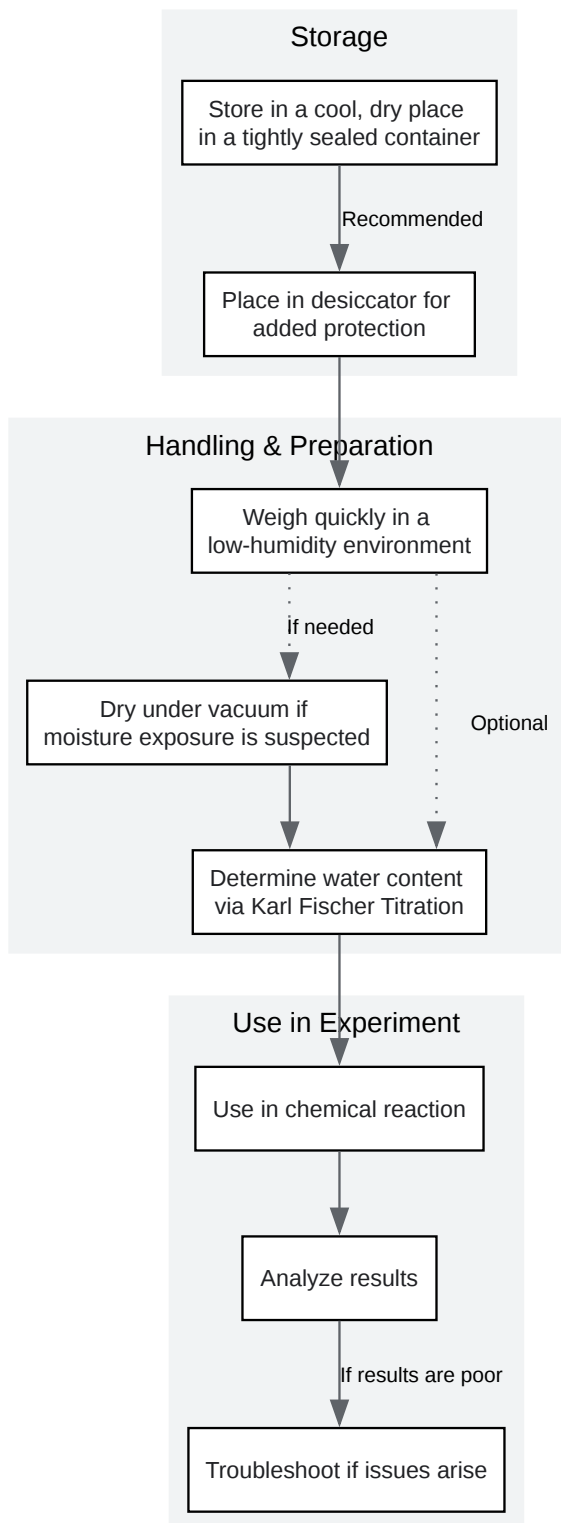 Storage
Store in a cool, dry place
in a tightly sealed container
Recommended
Place in desiccator for
added protection
Handling & Preparation
Weigh quickly in a
low-humidity environment
If needed
Dry under vacuum if
moisture exposure is suspected
Optional
Determine water content
via Karl Fischer Titration
Use in Experiment
Use in chemical reaction
Analyze results
If results are poor
Troubleshoot if issues arise